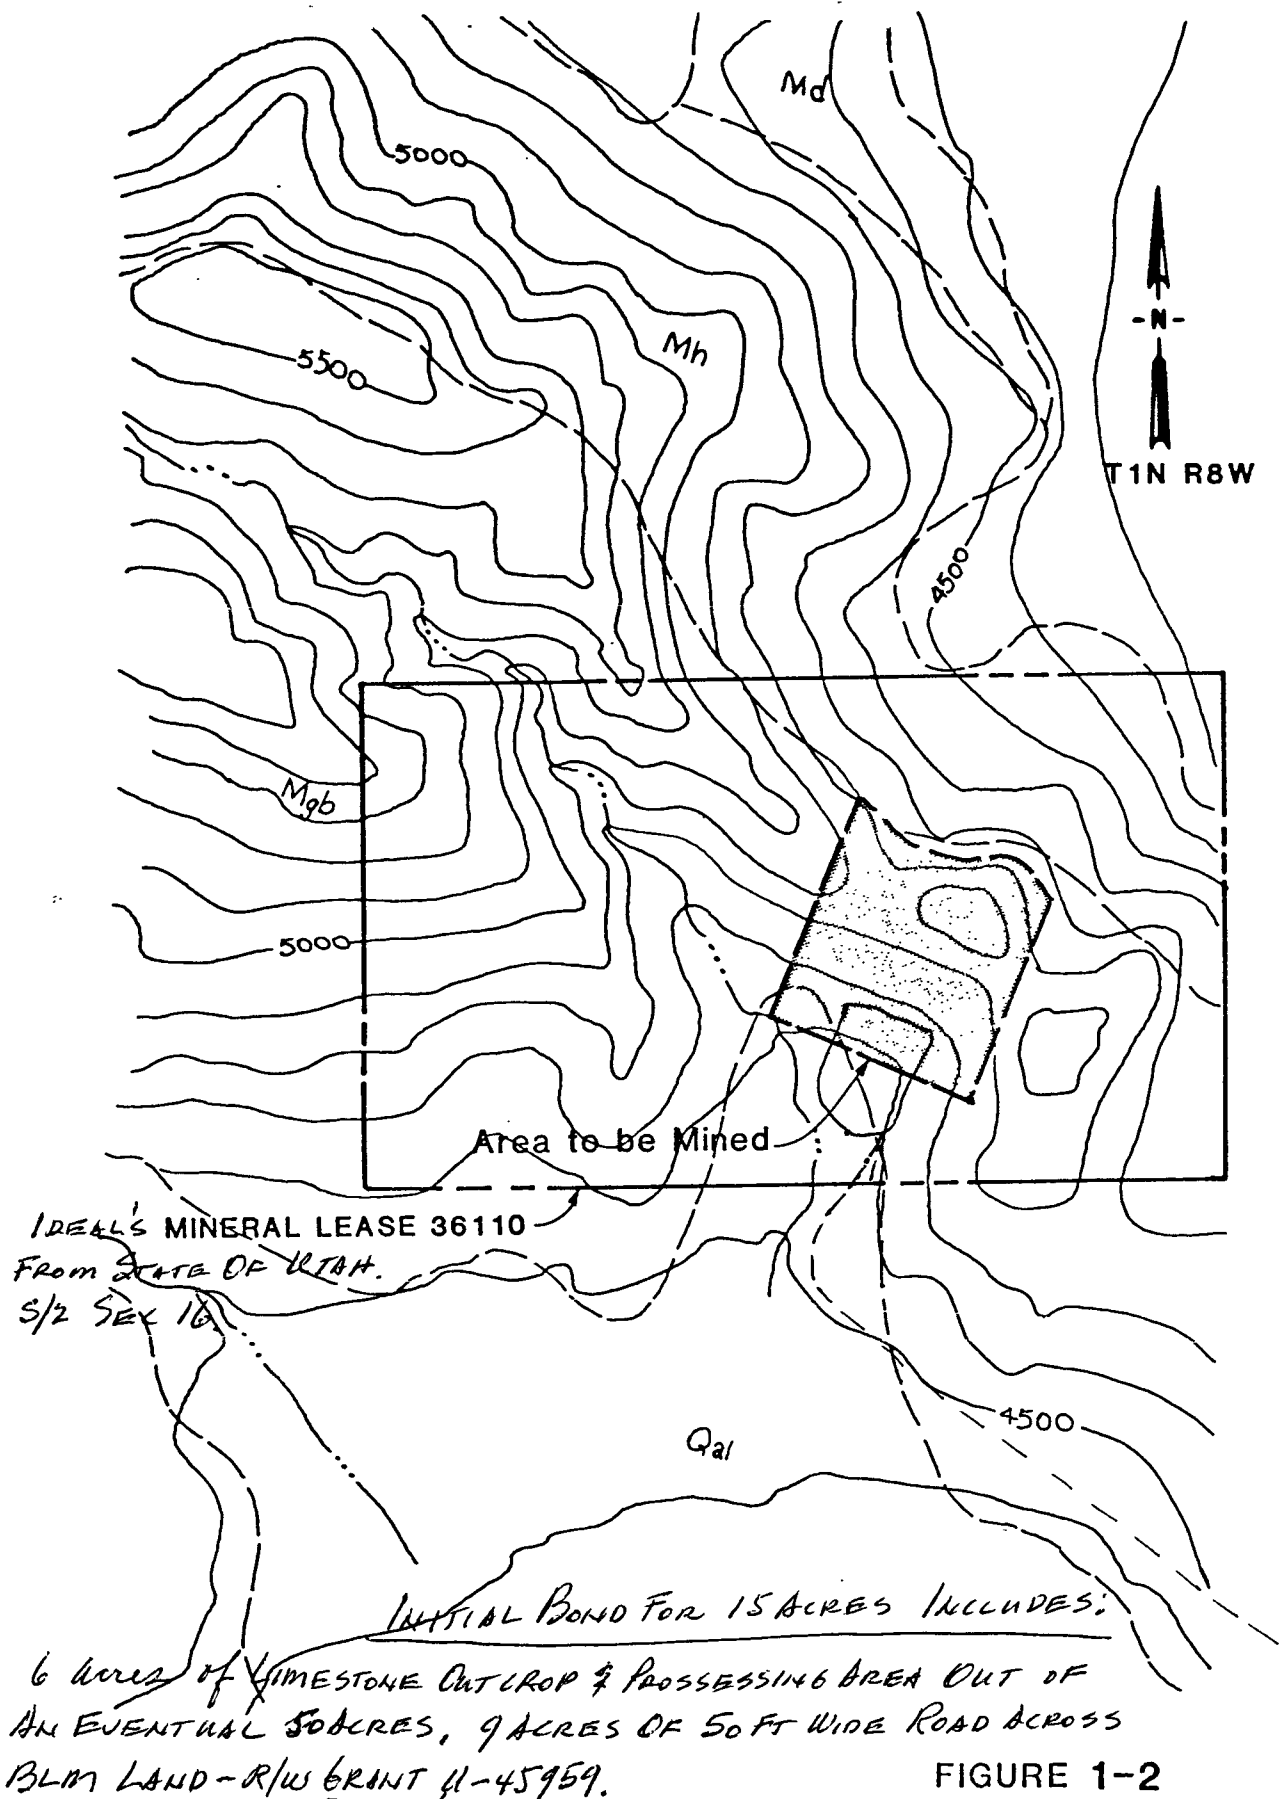 Md
5000
-N-
Mh
5500
T1N R8W
4500
Mgb
5000
Area to be Mined
IDEAL'S MINERAL LEASE 36110
FROM STATE OF UTAH.
S/2 SEC 16
4500
Qal
INITIAL BOND FOR 15 ACRES INCLUDES:
6 acres of LIMESTONE OUTCROP & PROSSESSING AREA OUT OF
AN EVENTUAL 50 ACRES, 9 ACRES OF 50 FT WIDE ROAD ACROSS
BLM LAND - R/W GRANT U-45959.
FIGURE 1-2